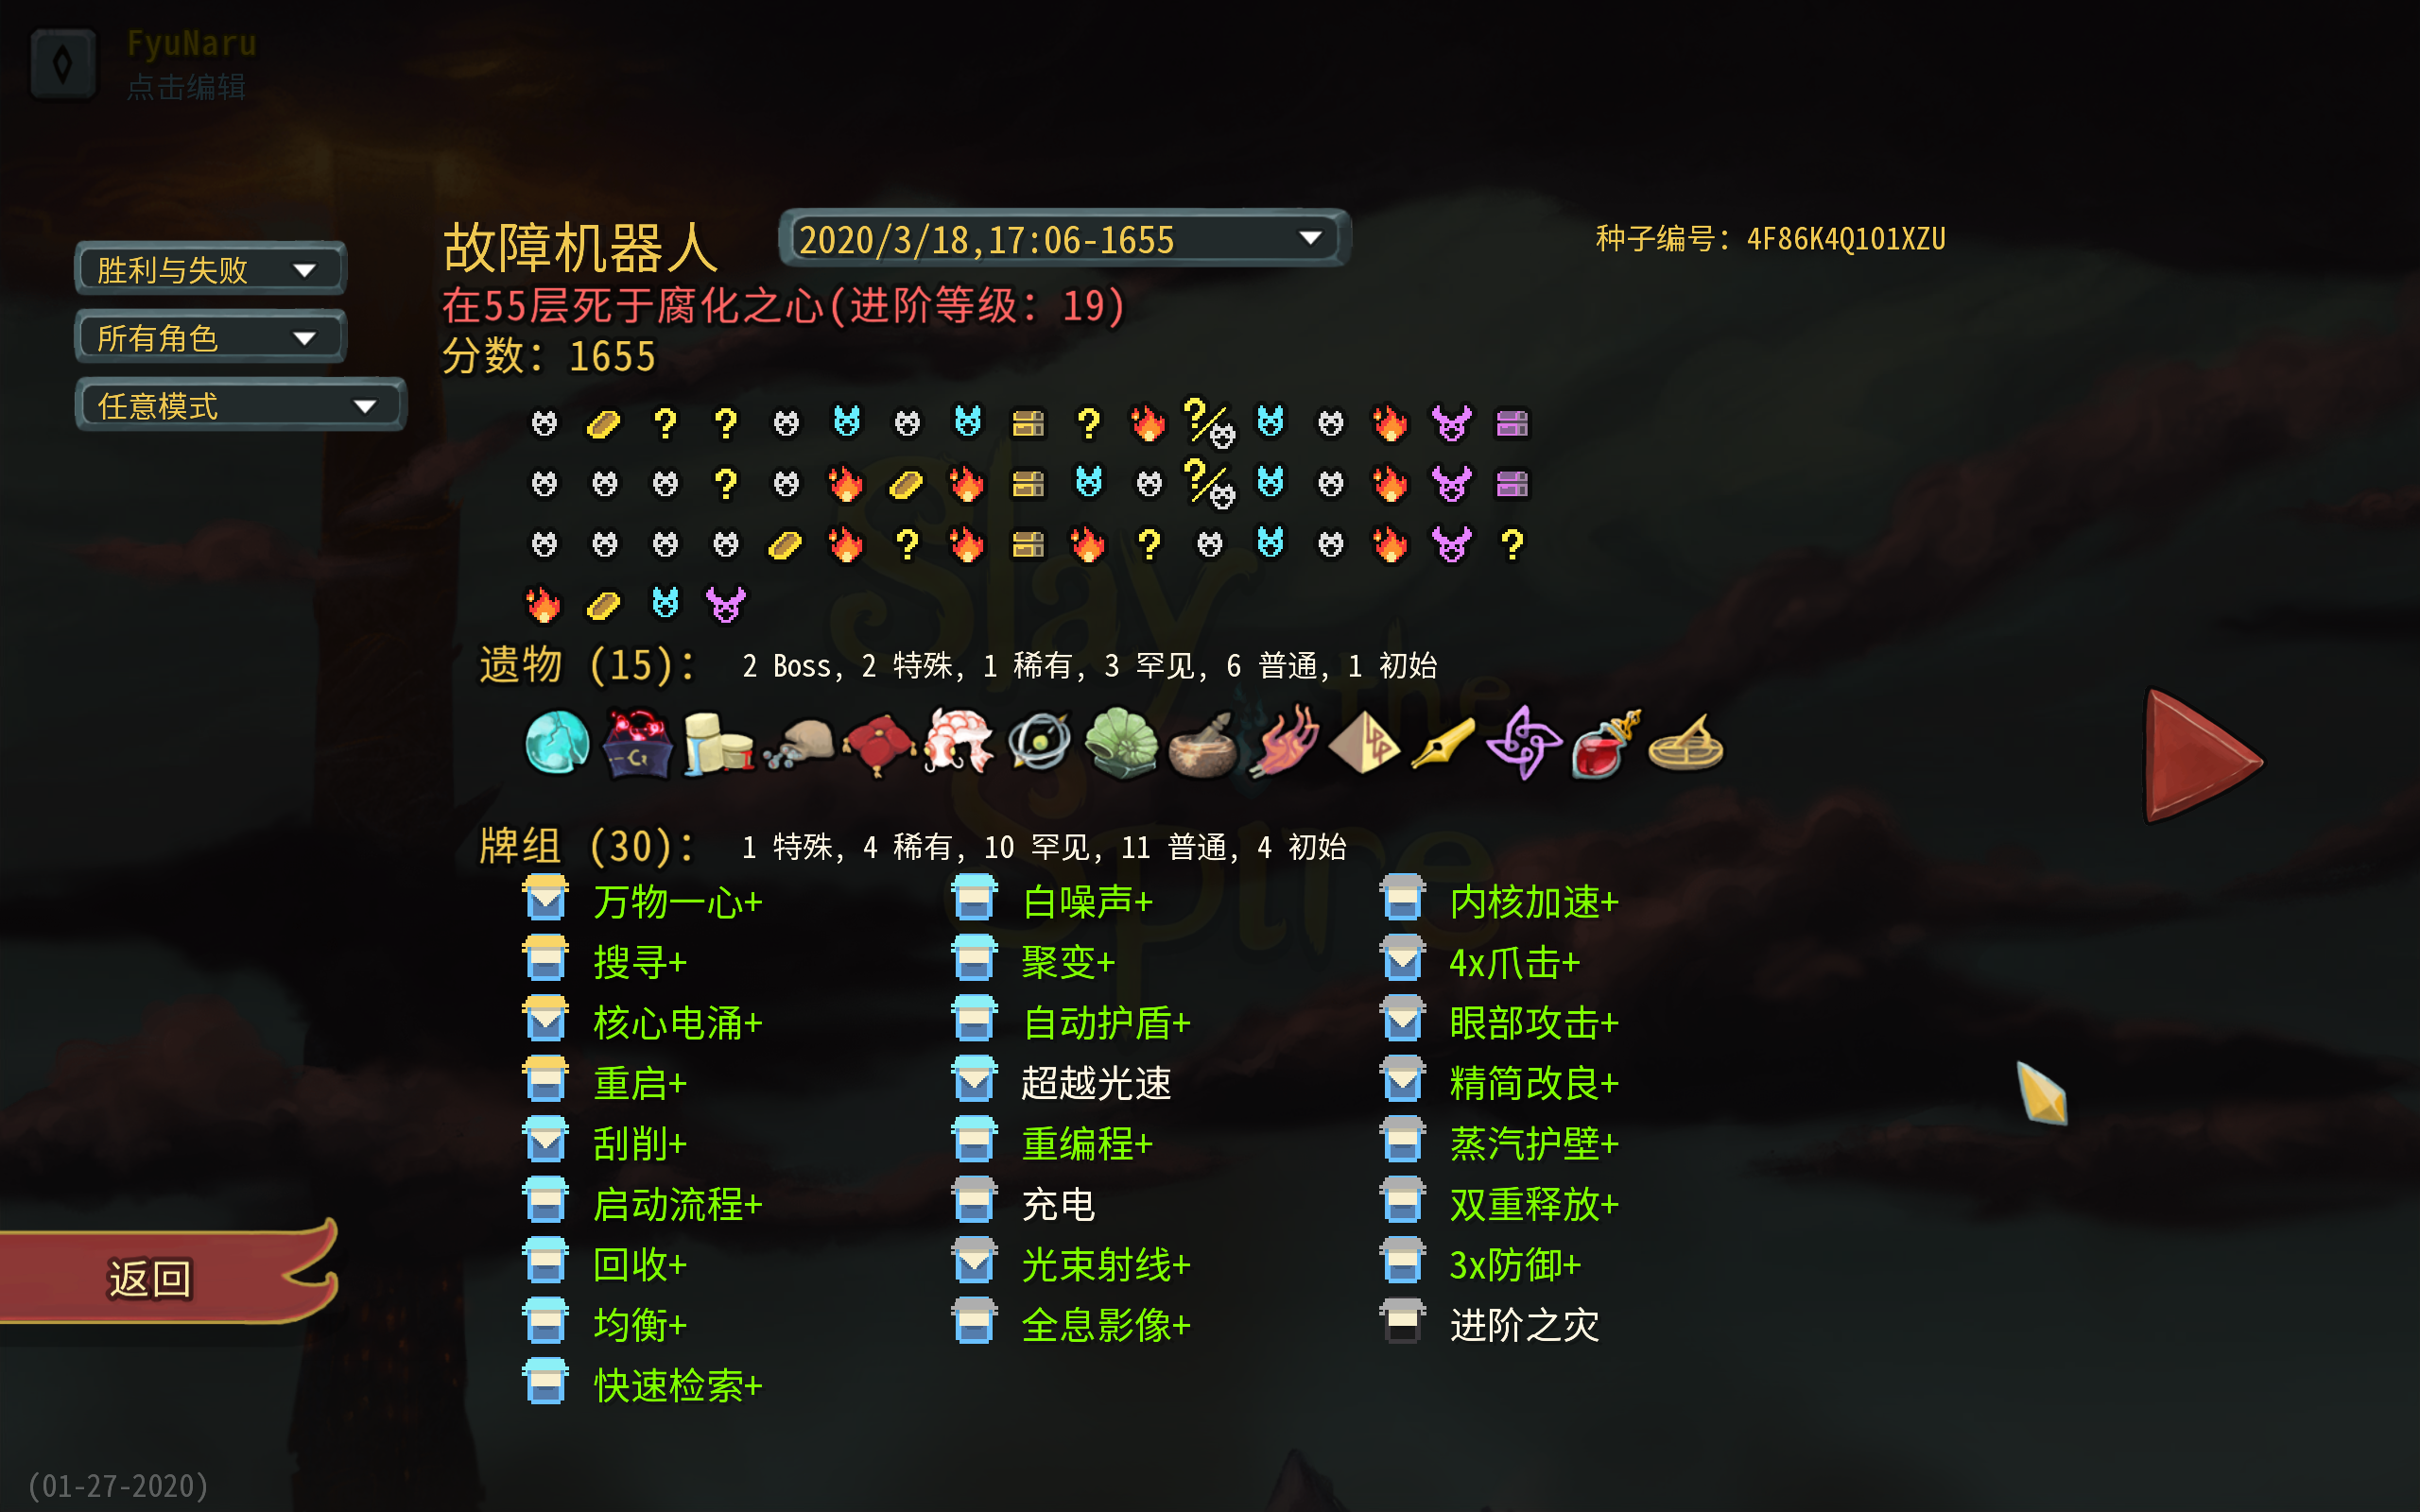 FyuNaru
点击编辑
胜利与失败
所有角色
任意模式
故障机器人
2020/3/18,17:06-1655
种子编号: 4F86K4Q101XZU
在55层死于腐化之心(进阶等级: 19)
分数: 1655
遗物 (15): 2 Boss, 2 特殊, 1 稀有, 3 罕见, 6 普通, 1 初始
牌组 (30): 1 特殊, 4 稀有, 10 罕见, 11 普通, 4 初始
万物一心+ 白噪声+ 内核加速+
搜寻+ 聚变+ 4x爪击+
核心电涌+ 自动护盾+ 眼部攻击+
重启+ 超越光速 精简改良+
刮削+ 重编程+ 蒸汽护壁+
启动流程+ 充电 双重释放+
回收+ 光束射线+ 3x防御+
均衡+ 全息影像+ 进阶之灾
快速检索+
返回
Slay the Spire
(01-27-2020)